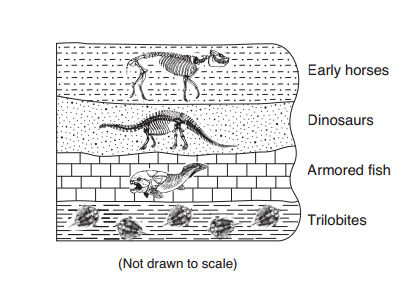 Early horses
Dinosaurs
Armored fish
Trilobites
(Not drawn to scale)